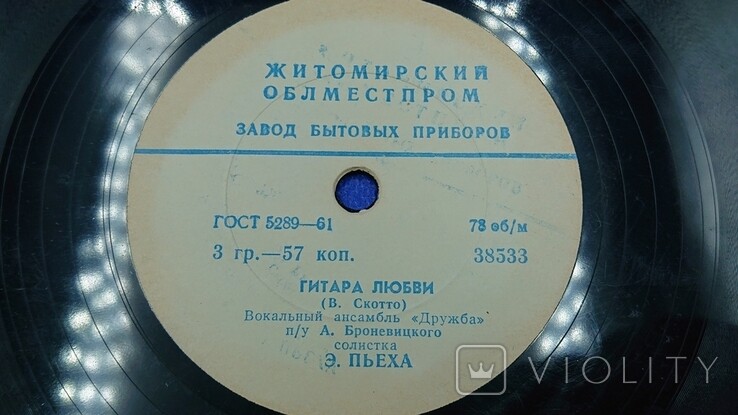 ЖИТОМИРСКИЙ
ОБЛМЕСТПРОМ
ЗАВОД БЫТОВЫХ ПРИБОРОВ
ГОСТ 5289—61 78 об/м
3 гр.—57 коп. 38533
ГИТАРА ЛЮБВИ
(В. Скотто)
Вокальный ансамбль «Дружба»
п/у А. Броневицкого
солистка
Э. ПЬЕХА
VIOLITY